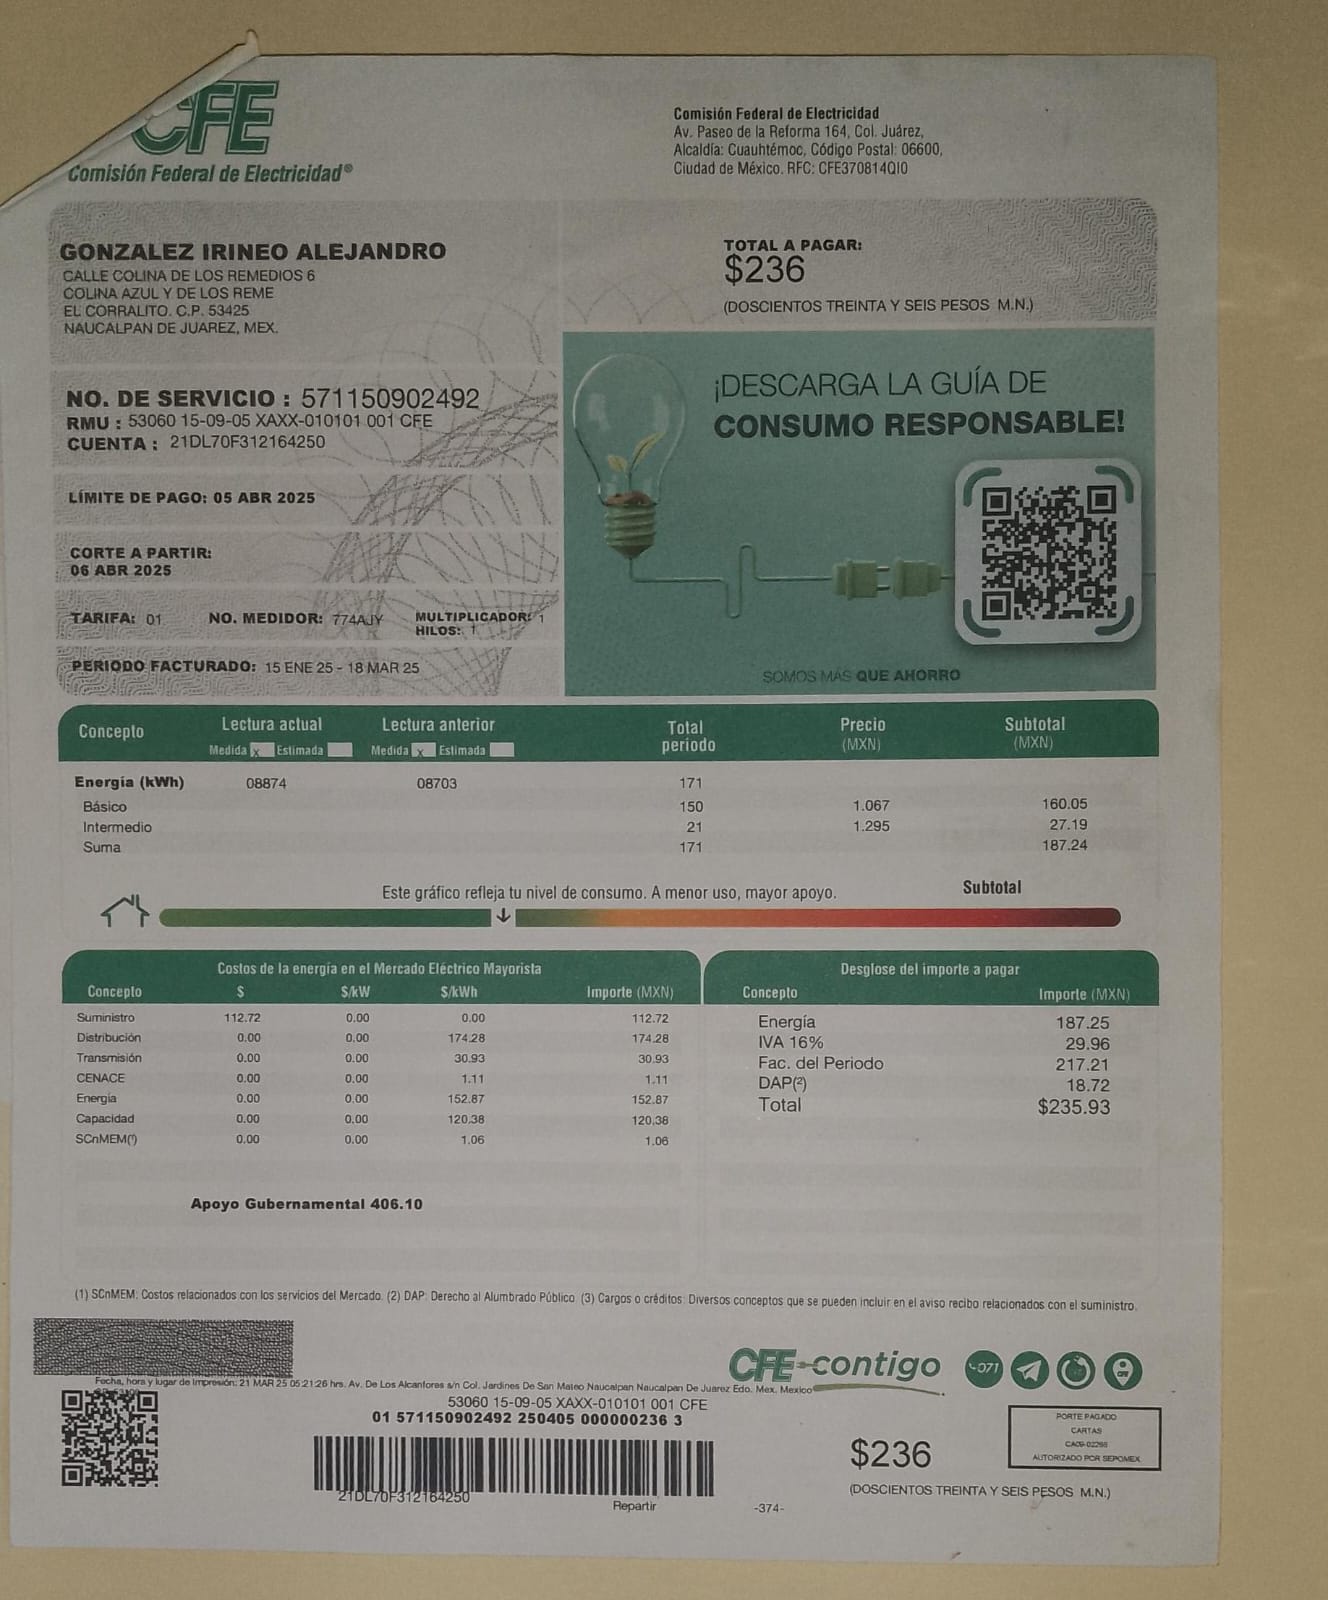 CFE
Comisión Federal de Electricidad®
Comisión Federal de Electricidad
Av. Paseo de la Reforma 164, Col. Juárez,
Alcaldía: Cuauhtémoc, Código Postal: 06600,
Ciudad de México. RFC: CFE370814QI0
GONZALEZ IRINEO ALEJANDRO
CALLE COLINA DE LOS REMEDIOS 6
COLINA AZUL Y DE LOS REME
EL CORRALITO. C.P. 53425
NAUCALPAN DE JUAREZ, MEX.
TOTAL A PAGAR:
$236
(DOSCIENTOS TREINTA Y SEIS PESOS M.N.)
NO. DE SERVICIO : 571150902492
RMU : 53060 15-09-05 XAXX-010101 001 CFE
CUENTA : 21DL70F312164250
LÍMITE DE PAGO: 05 ABR 2025
CORTE A PARTIR:
06 ABR 2025
TARIFA: 01 NO. MEDIDOR: 774AJY MULTIPLICADOR: 1
HILOS: 1
PERIODO FACTURADO: 15 ENE 25 - 18 MAR 25
¡DESCARGA LA GUÍA DE
CONSUMO RESPONSABLE!
SOMOS MÁS QUE AHORRO
Concepto Lectura actual Lectura anterior Total periodo Precio (MXN) Subtotal (MXN)
Medida x Estimada Medida x Estimada
Energía (kWh) 08874 08703 171
Básico 150 1.067 160.05
Intermedio 21 1.295 27.19
Suma 171 187.24
Este gráfico refleja tu nivel de consumo. A menor uso, mayor apoyo. Subtotal
Costos de la energía en el Mercado Eléctrico Mayorista
Concepto $ $/kW $/kWh Importe (MXN)
Suministro 112.72 0.00 0.00 112.72
Distribución 0.00 0.00 174.28 174.28
Transmisión 0.00 0.00 30.93 30.93
CENACE 0.00 0.00 1.11 1.11
Energía 0.00 0.00 152.87 152.87
Capacidad 0.00 0.00 120.38 120.38
SCnMEM(¹) 0.00 0.00 1.06 1.06
Apoyo Gubernamental 406.10
Desglose del importe a pagar
Concepto Importe (MXN)
Energía 187.25
IVA 16% 29.96
Fac. del Periodo 217.21
DAP(²) 18.72
Total $235.93
(1) SCnMEM: Costos relacionados con los servicios del Mercado. (2) DAP: Derecho al Alumbrado Público (3) Cargos o créditos: Diversos conceptos que se pueden incluir en el aviso recibo relacionados con el suministro.
CFE contigo
071
Fecha, hora y lugar de Impresión: 21 MAR 25 05:21:26 hrs. Av. De Los Alcanfores s/n Col. Jardines De San Mateo Naucalpan Naucalpan De Juarez Edo. Mex. Mexico
53060 15-09-05 XAXX-010101 001 CFE
01 571150902492 250405 000000236 3
21DL70F312164250
Repartir
-374-
$236
(DOSCIENTOS TREINTA Y SEIS PESOS M.N.)
PORTE PAGADO
CARTAS
CA09-02298
AUTORIZADO POR SEPOMEX